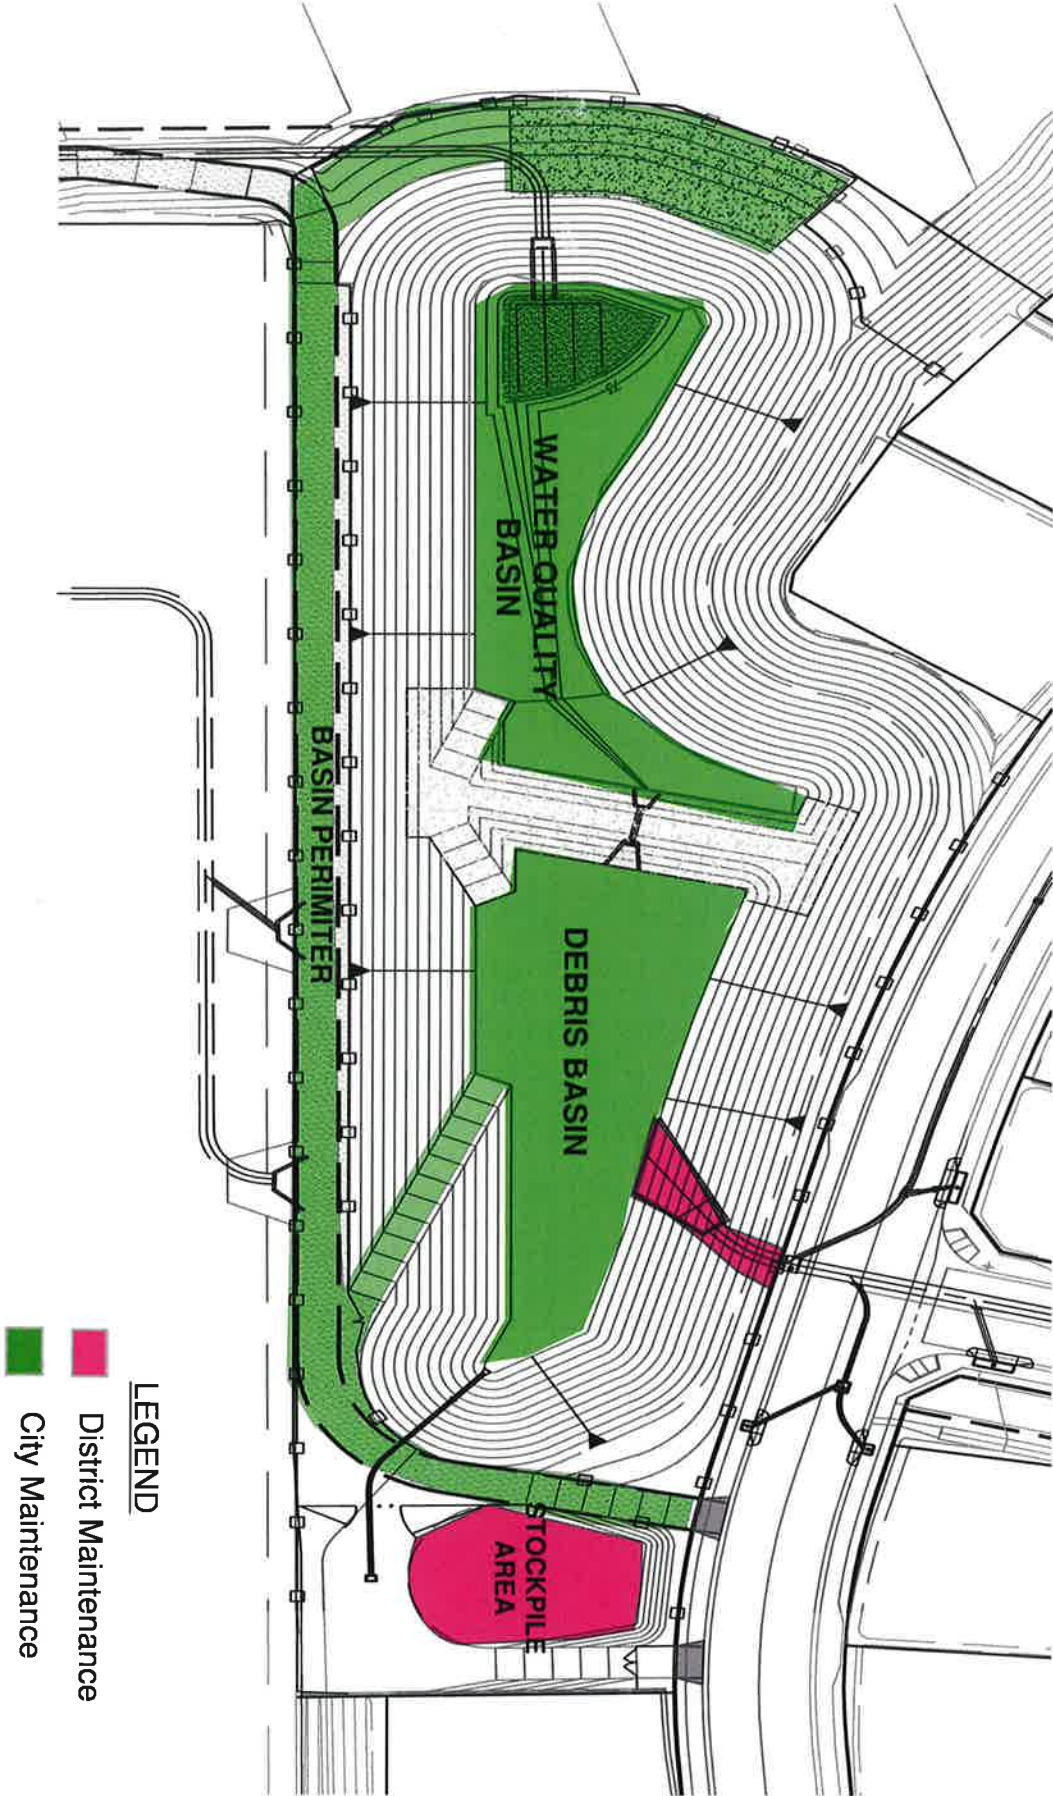 WATER QUALITY
BASIN
DEBRIS BASIN
BASIN PERIMITER
STOCKPILE
AREA
LEGEND
District Maintenance
City Maintenance